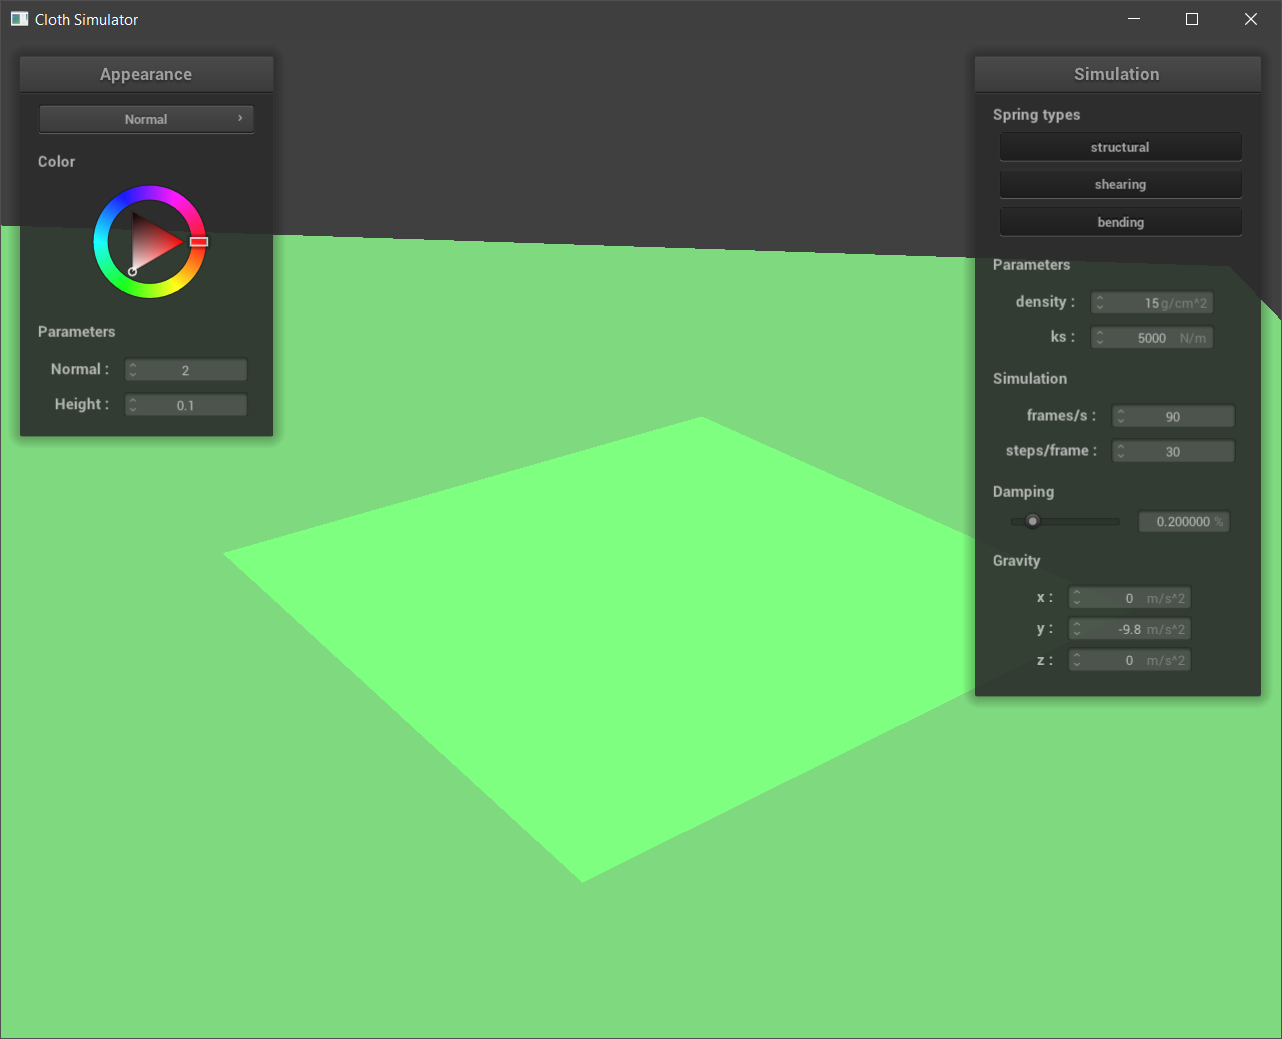 Cloth Simulator
Appearance
Normal
Color
Parameters
Normal : 2
Height : 0.1
Simulation
Spring types
structural
shearing
bending
Parameters
density : 15 g/cm^2
ks : 5000 N/m
Simulation
frames/s : 90
steps/frame : 30
Damping
0.200000 %
Gravity
x : 0 m/s^2
y : -9.8 m/s^2
z : 0 m/s^2